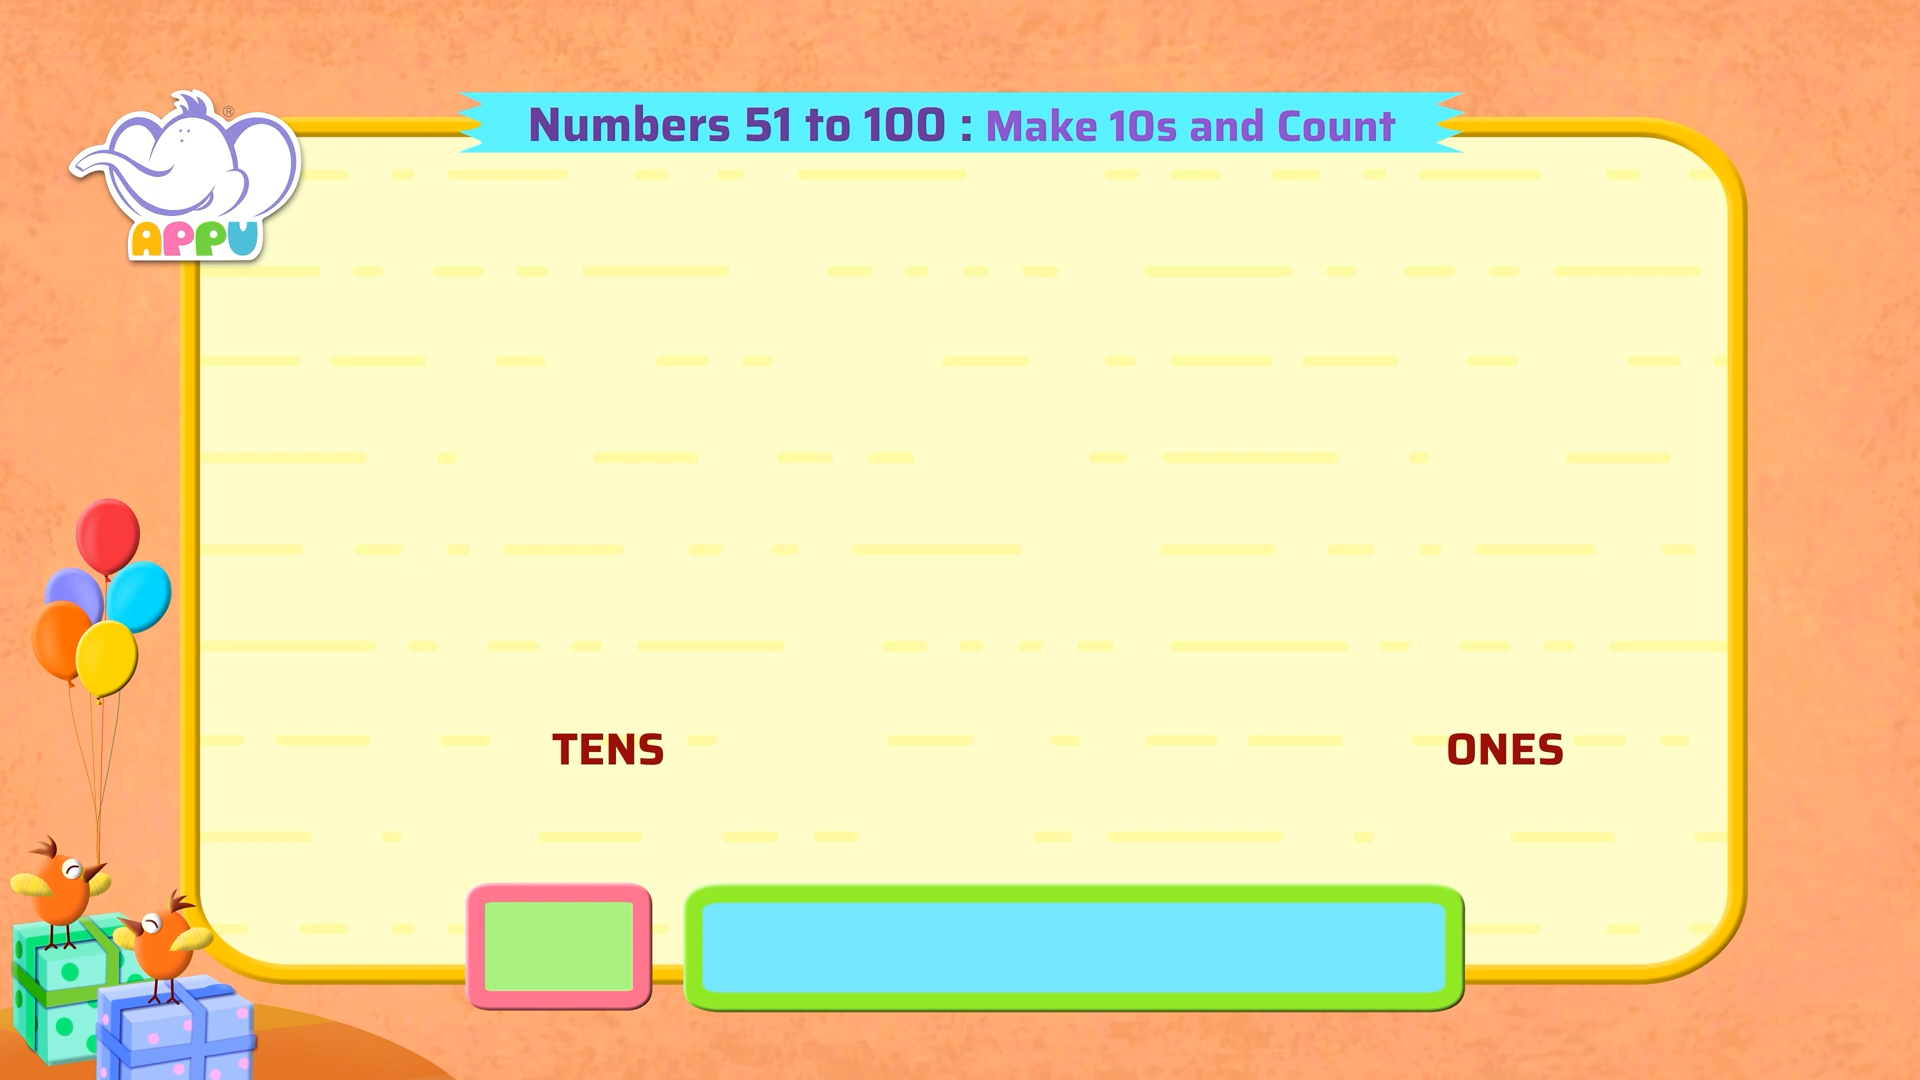 Numbers 51 to 100 : Make 10s and Count
®
APPU
TENS ONES